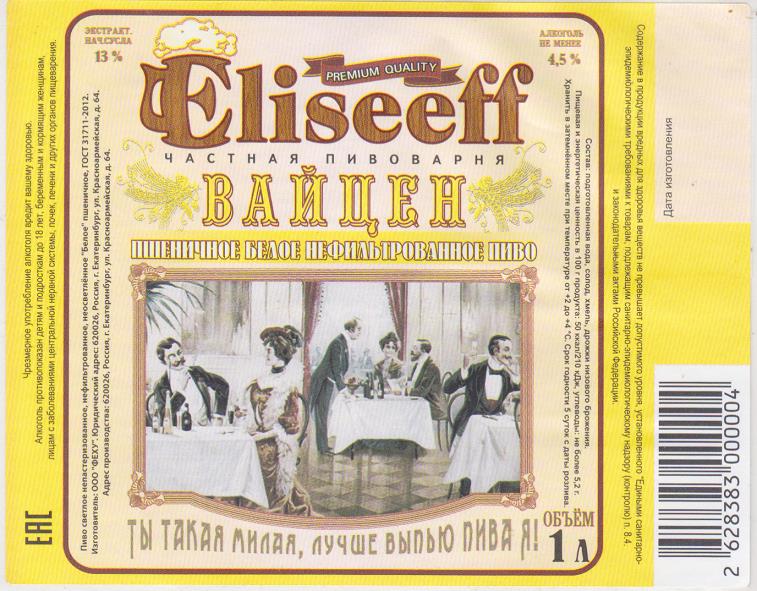 ЭКСТРАКТ.
НАЧ.СУСЛА
13 %
PREMIUM QUALITY
АЛКОГОЛЬ
НЕ МЕНЕЕ
4,5 %
Eliseeff
ЧАСТНАЯ ПИВОВАРНЯ
ВАЙЦЕН
ПШЕНИЧНОЕ БЕЛОЕ НЕФИЛЬТРОВАННОЕ ПИВО
ТЫ ТАКАЯ МИЛАЯ, ЛУЧШЕ ВЫПЬЮ ПИВА Я!
ОБЪЁМ
1 Л
Чрезмерное употребление алкоголя вредит вашему здоровью.
Алкоголь противопоказан детям и подросткам до 18 лет, беременным и кормящим женщинам,
лицам с заболеваниями центральной нервной системы, почек, печени и других органов пищеварения.
EAC
Пиво светлое непастеризованное, нефильтрованное, неосветлённое "Белое" пшеничное, ГОСТ 31711-2012.
Изготовитель: ООО "ФЕХУ". Юридический адрес: 620026, Россия, г. Екатеринбург, ул. Красноармейская, д. 64.
Адрес производства: 620026, Россия, г. Екатеринбург, ул. Красноармейская, д. 64.
Состав: подготовленная вода, солод, хмель, дрожжи низового брожения.
Пищевая и энергетическая ценность в 100 г продукта: 50 ккал/210 кДж, углеводы: не более 5,2 г.
Хранить в затемнённом месте при температуре от +2 до +4 °С. Срок годности 5 суток с даты розлива.
Содержание в продукции вредных для здоровья веществ не превышает допустимого уровня, установленного "Едиными санитарно-
эпидемиологическими требованиями к товарам, подлежащим санитарно-эпидемиологическому надзору (контролю) п. 8.4.
и законодательными актами Российской Федерации.
Дата изготовления
2 628383 000004